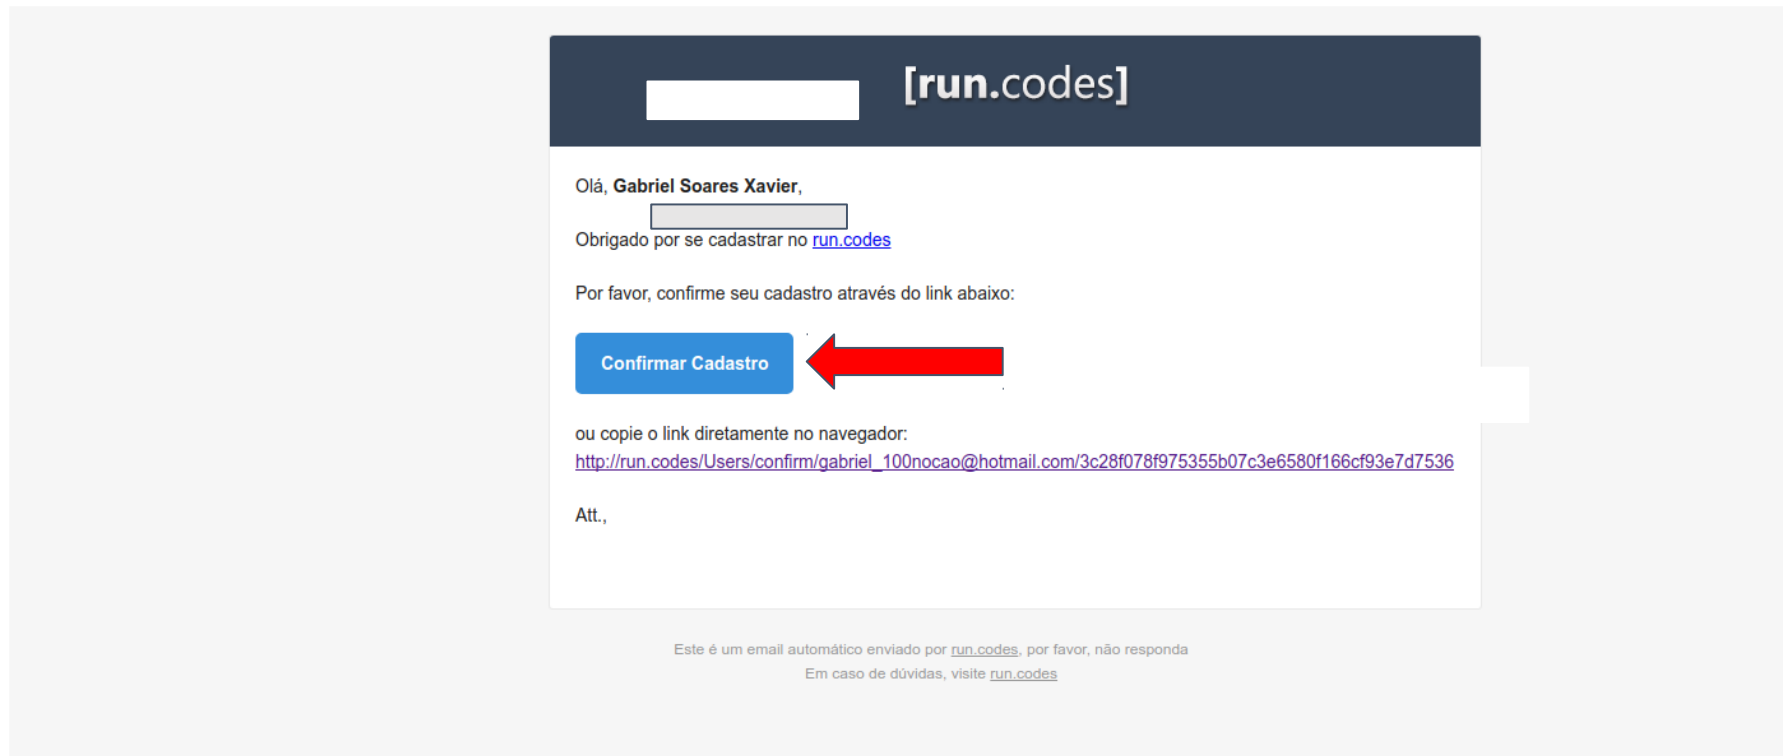 [run.codes]
Olá, Gabriel Soares Xavier,
Obrigado por se cadastrar no run.codes
Por favor, confirme seu cadastro através do link abaixo:
Confirmar Cadastro
ou copie o link diretamente no navegador:
http://run.codes/Users/confirm/gabriel_100nocao@hotmail.com/3c28f078f975355b07c3e6580f166cf93e7d7536
Att.,
Este é um email automático enviado por run.codes, por favor, não responda
Em caso de dúvidas, visite run.codes